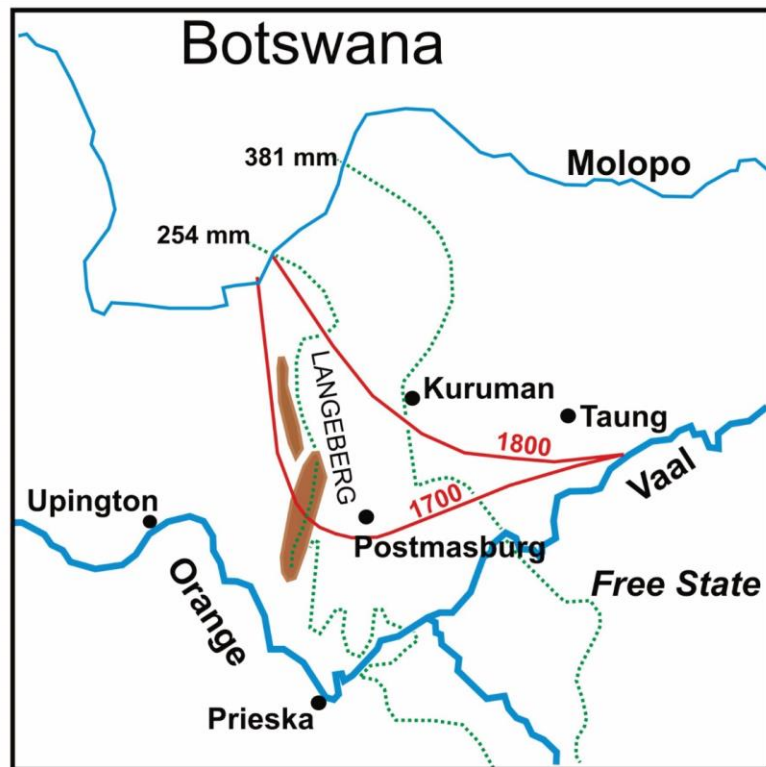 Botswana
381 mm
Molopo
254 mm
LANGEBERG
Kuruman
Taung
1800
Vaal
1700
Upington
Postmasburg
Orange
Free State
Prieska